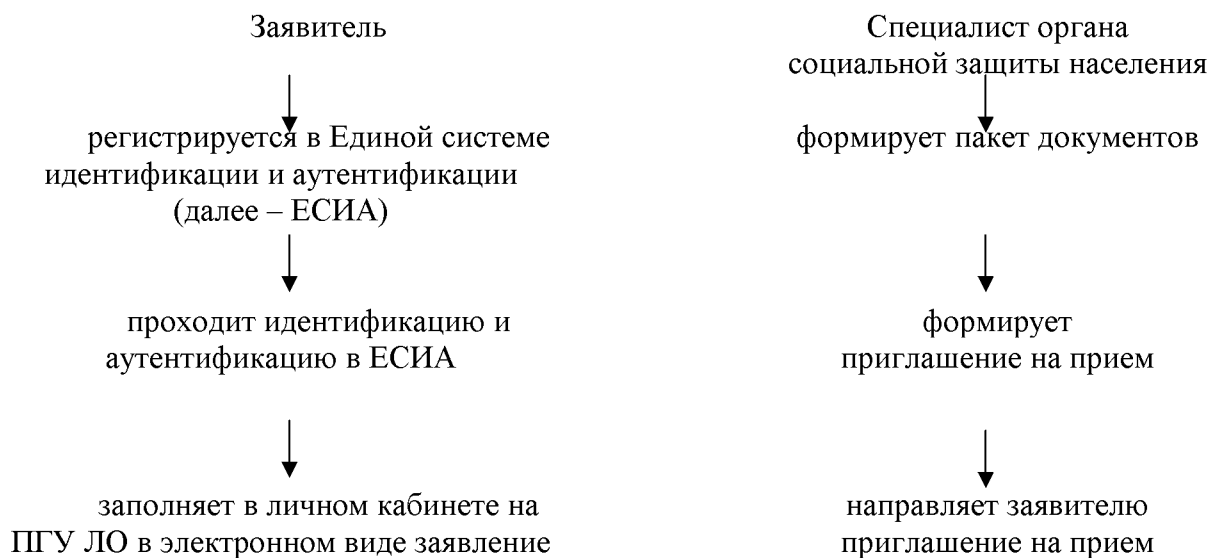 Заявитель
регистрируется в Единой системе
идентификации и аутентификации
(далее – ЕСИА)
проходит идентификацию и
аутентификацию в ЕСИА
заполняет в личном кабинете на
ПГУ ЛО в электронном виде заявление
Специалист органа
социальной защиты населения
формирует пакет документов
формирует
приглашение на прием
направляет заявителю
приглашение на прием